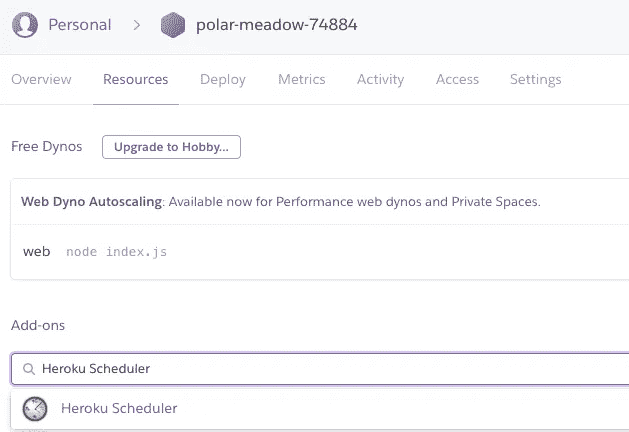 Personal > polar-meadow-74884
Overview Resources Deploy Metrics Activity Access Settings
Free Dynos Upgrade to Hobby...
Web Dyno Autoscaling: Available now for Performance web dynos and Private Spaces.
web node index.js
Add-ons
Heroku Scheduler
Heroku Scheduler